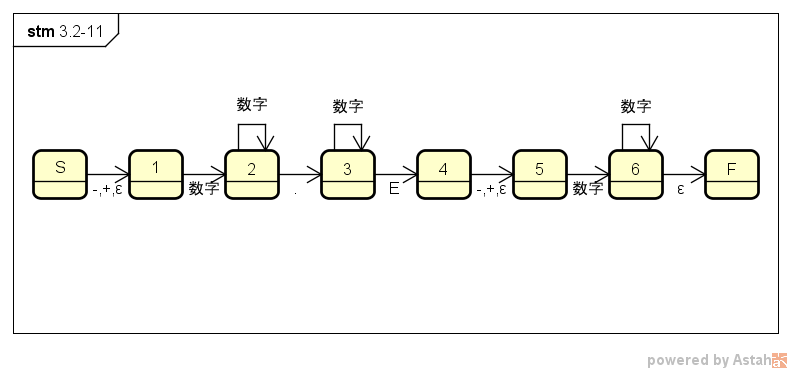 stm 3.2-11
数字 数字 数字
S 1 2 3 4 5 6 F
-,+,ε 数字 . E -,+,ε 数字 ε
powered by Astah